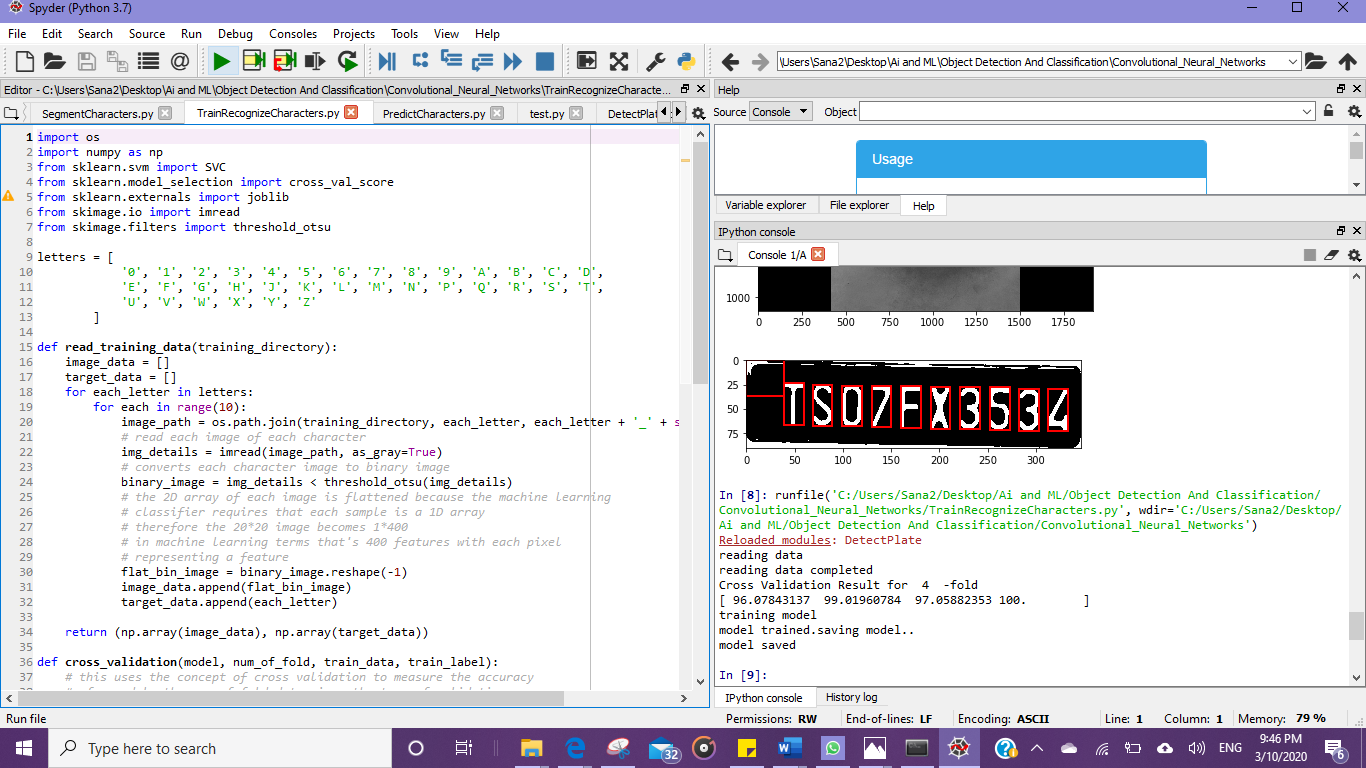 Spyder (Python 3.7)
File Edit Search Source Run Debug Consoles Projects Tools View Help
\Users\Sana2\Desktop\Ai and ML\Object Detection And Classification\Convolutional_Neural_Networks
Editor - C:\Users\Sana2\Desktop\Ai and ML\Object Detection And Classification\Convolutional_Neural_Networks\TrainRecognizeCharacte...
SegmentCharacters.py TrainRecognizeCharacters.py PredictCharacters.py test.py DetectPlat
1 import os
2 import numpy as np
3 from sklearn.svm import SVC
4 from sklearn.model_selection import cross_val_score
5 from sklearn.externals import joblib
6 from skimage.io import imread
7 from skimage.filters import threshold_otsu
8
9 letters = [
10 '0', '1', '2', '3', '4', '5', '6', '7', '8', '9', 'A', 'B', 'C', 'D',
11 'E', 'F', 'G', 'H', 'J', 'K', 'L', 'M', 'N', 'P', 'Q', 'R', 'S', 'T',
12 'U', 'V', 'W', 'X', 'Y', 'Z'
13 ]
14
15 def read_training_data(training_directory):
16 image_data = []
17 target_data = []
18 for each_letter in letters:
19 for each in range(10):
20 image_path = os.path.join(training_directory, each_letter, each_letter + '_' + s
21 # read each image of each character
22 img_details = imread(image_path, as_gray=True)
23 # converts each character image to binary image
24 binary_image = img_details < threshold_otsu(img_details)
25 # the 2D array of each image is flattened because the machine learning
26 # classifier requires that each sample is a 1D array
27 # therefore the 20*20 image becomes 1*400
28 # in machine learning terms that's 400 features with each pixel
29 # representing a feature
30 flat_bin_image = binary_image.reshape(-1)
31 image_data.append(flat_bin_image)
32 target_data.append(each_letter)
33
34 return (np.array(image_data), np.array(target_data))
35
36 def cross_validation(model, num_of_fold, train_data, train_label):
37 # this uses the concept of cross validation to measure the accuracy
Help
Source Console Object
Usage
Variable explorer File explorer Help
IPython console
Console 1/A
1000
0 250 500 750 1000 1250 1500 1750
0
25
50
75
TS07FX3534
0 50 100 150 200 250 300
In [8]: runfile('C:/Users/Sana2/Desktop/Ai and ML/Object Detection And Classification/
Convolutional_Neural_Networks/TrainRecognizeCharacters.py', wdir='C:/Users/Sana2/Desktop/
Ai and ML/Object Detection And Classification/Convolutional_Neural_Networks')
Reloaded modules: DetectPlate
reading data
reading data completed
Cross Validation Result for  4  -fold
[ 96.07843137  99.01960784  97.05882353 100.        ]
training model
model trained.saving model..
model saved
In [9]:
IPython console History log
Run file Permissions: RW End-of-lines: LF Encoding: ASCII Line: 1 Column: 1 Memory: 79 %
Type here to search 32 ENG 9:46 PM
3/10/2020 6